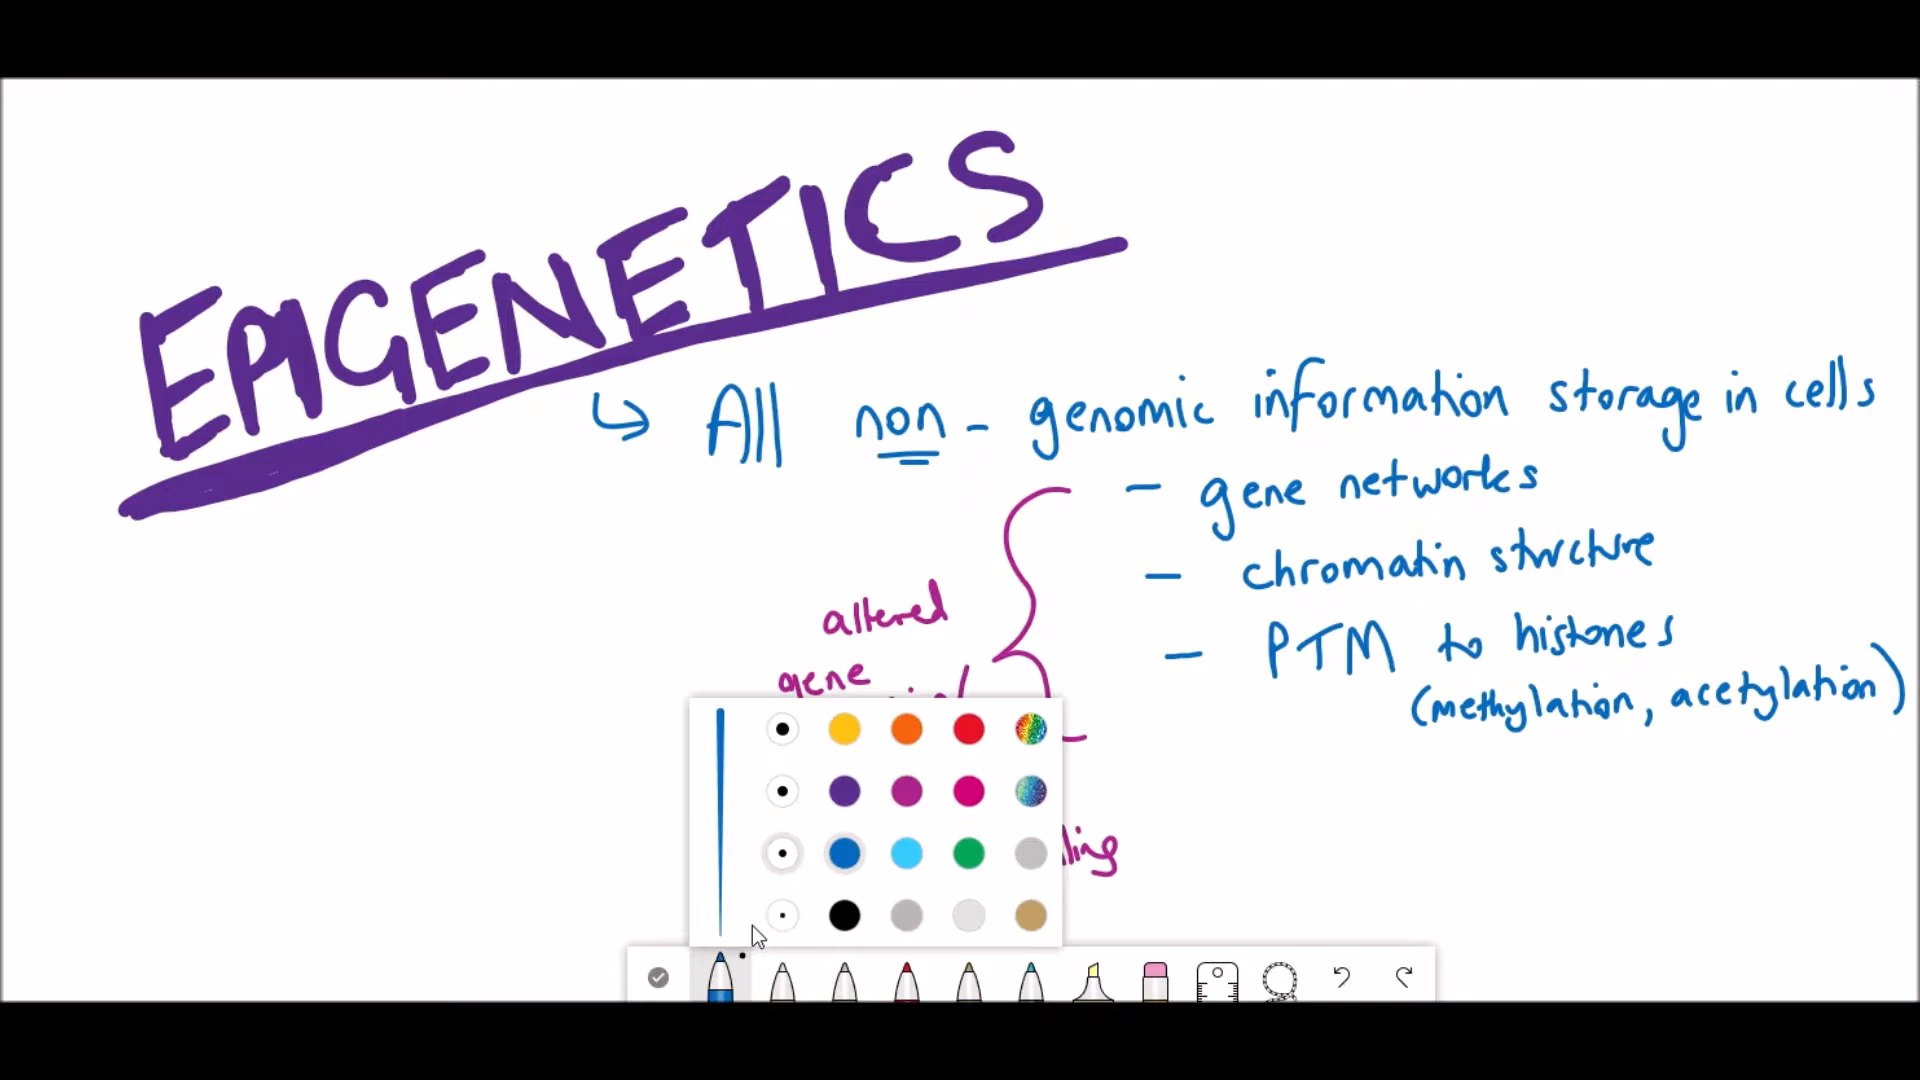 EPIGENETICS
↳ All non-genomic information storage in cells
- gene networks
- chromatin structure
- PTM to histones
(methylation, acetylation)
altered
gene